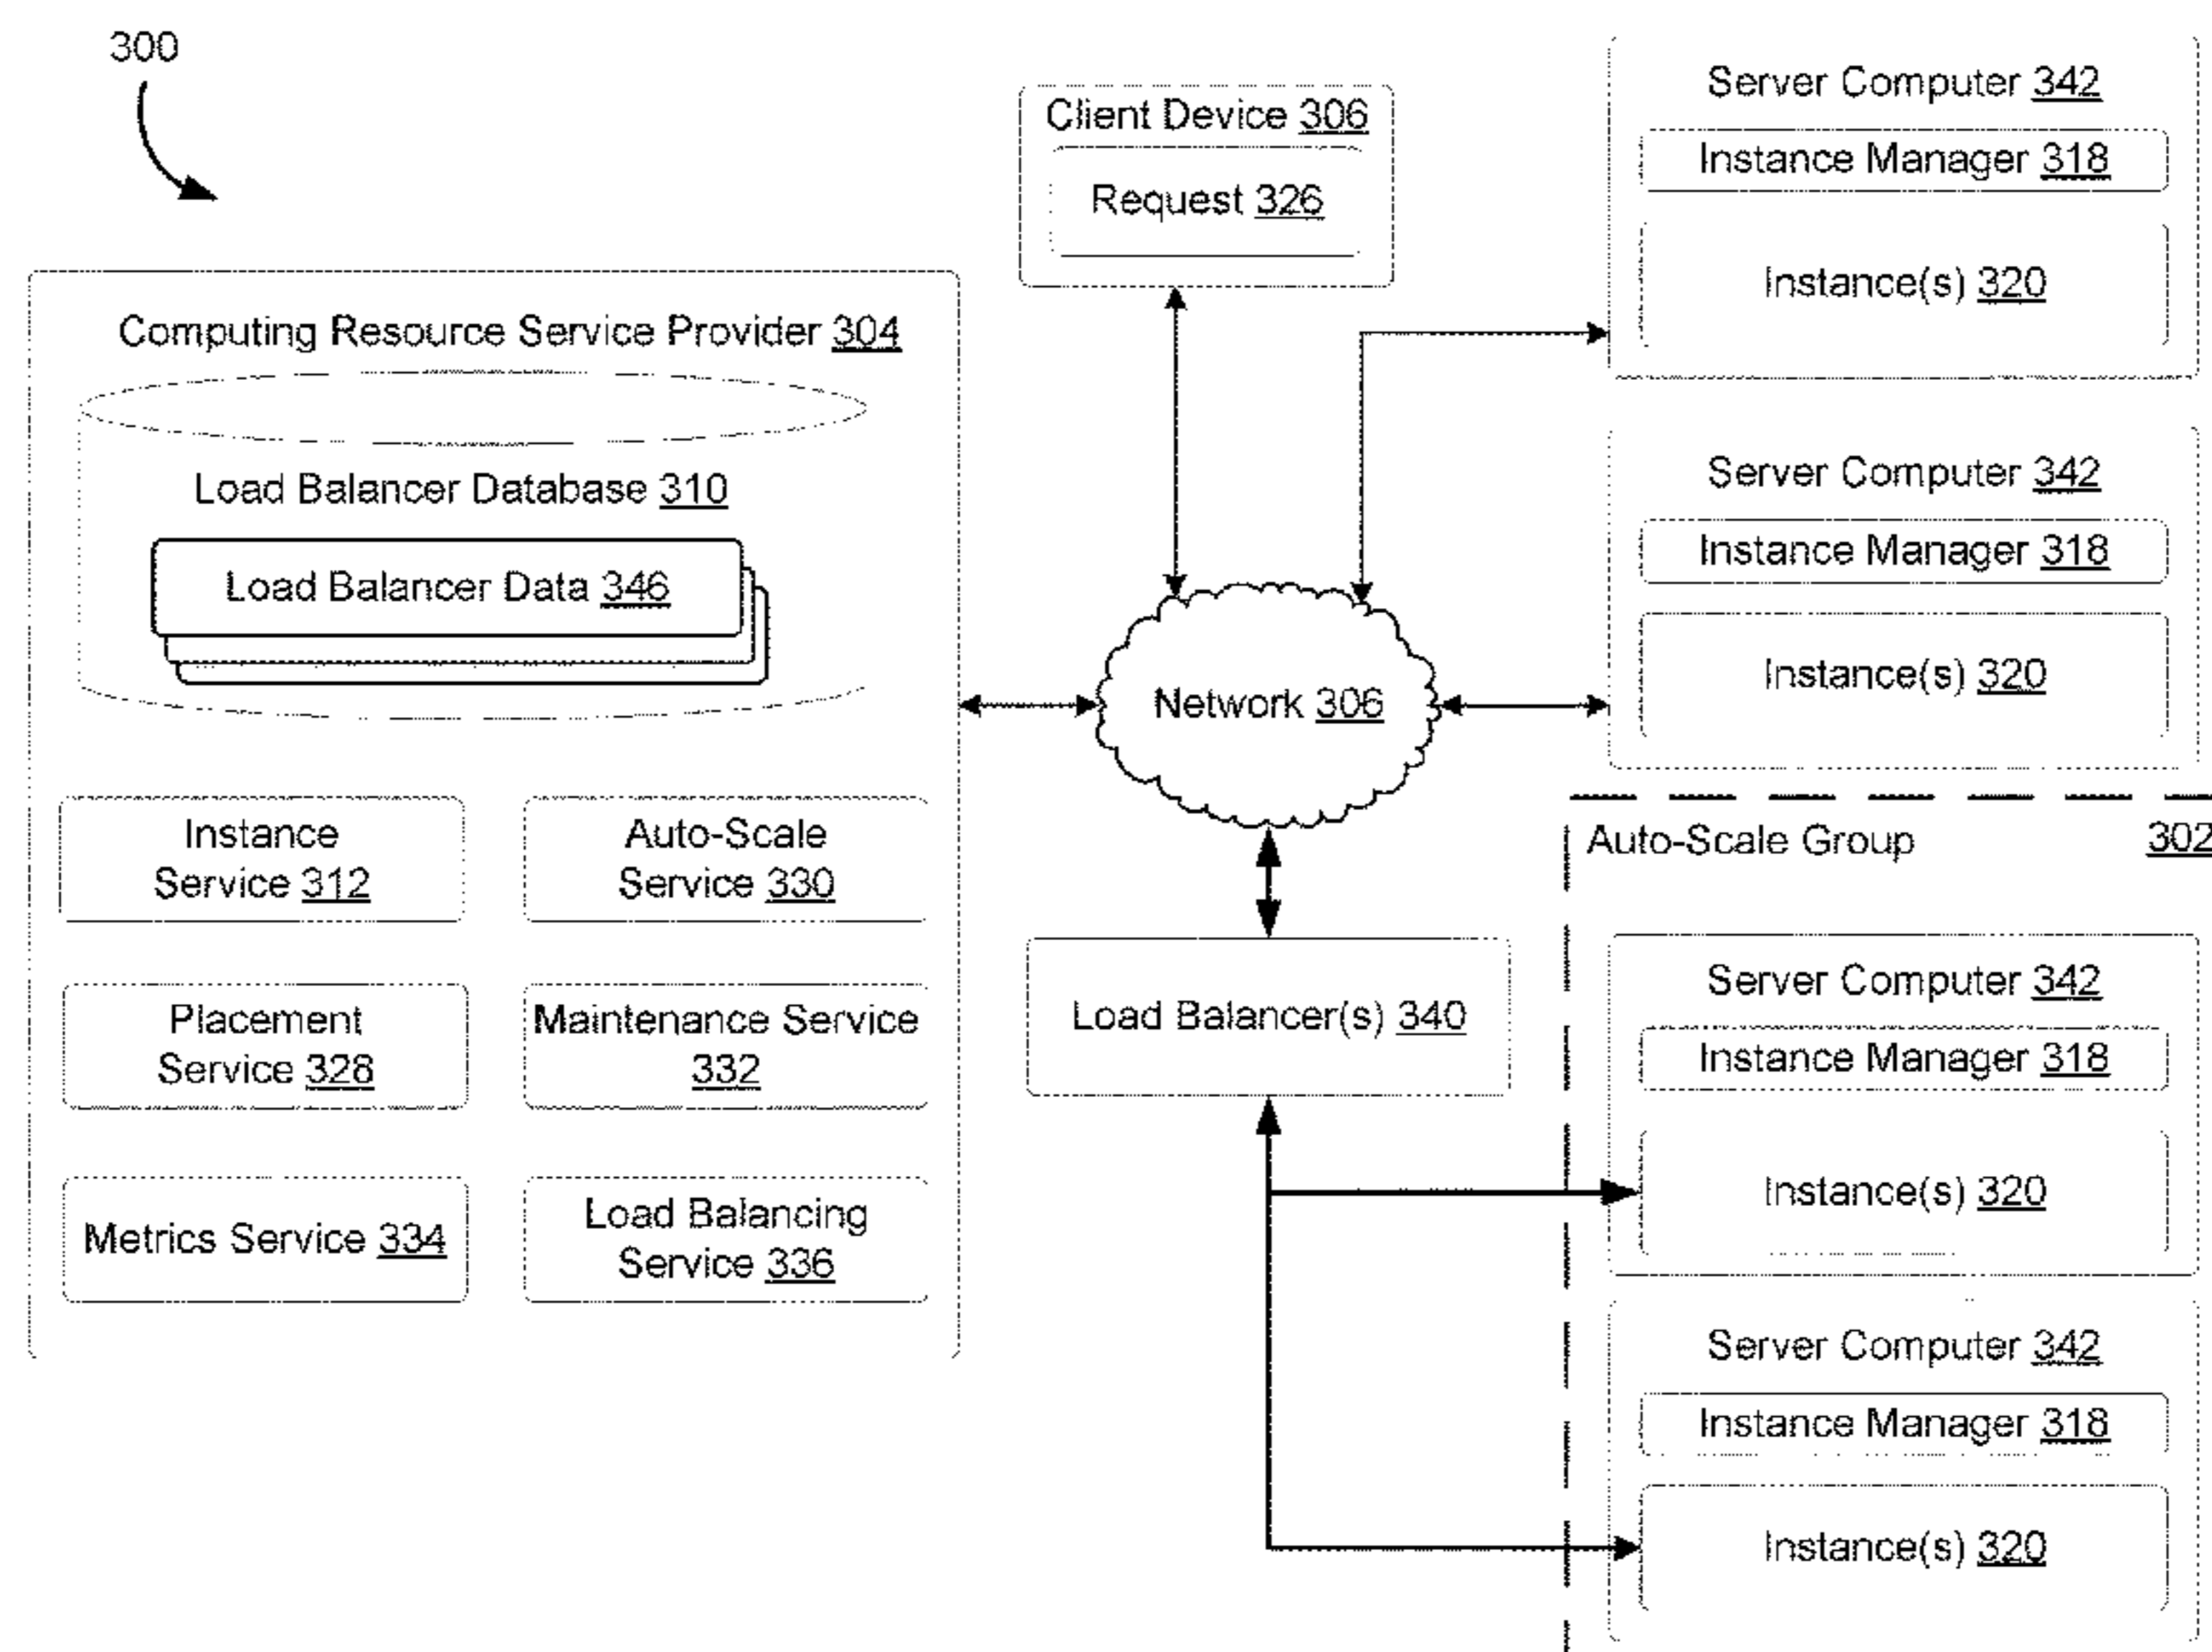 300
Client Device 306
Request 326
Server Computer 342
Instance Manager 318
Instance(s) 320
Computing Resource Service Provider 304
Load Balancer Database 310
Load Balancer Data 346
Server Computer 342
Instance Manager 318
Instance(s) 320
Network 306
Instance
Service 312
Auto-Scale
Service 330
Placement
Service 328
Maintenance Service
332
Metrics Service 334
Load Balancing
Service 336
Load Balancer(s) 340
Auto-Scale Group
302
Server Computer 342
Instance Manager 318
Instance(s) 320
Server Computer 342
Instance Manager 318
Instance(s) 320